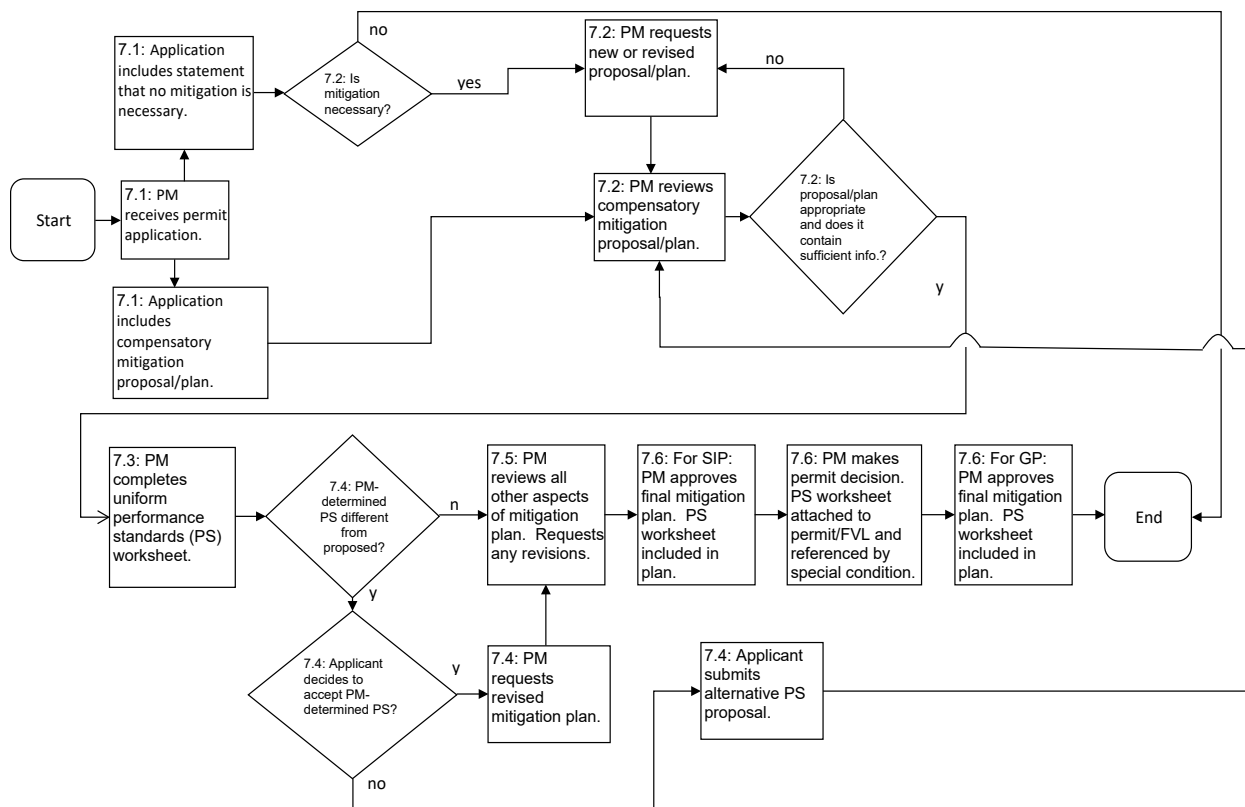 no
7.1: Application
includes statement
that no mitigation is
necessary.
7.2: Is
mitigation
necessary?
yes
7.2: PM requests
new or revised
proposal/plan.
no
Start
7.1: PM
receives permit
application.
7.2: PM reviews
compensatory
mitigation
proposal/plan.
7.2: Is
proposal/plan
appropriate
and does it
contain
sufficient info.?
y
7.1: Application
includes
compensatory
mitigation
proposal/plan.
7.3: PM
completes
uniform
performance
standards (PS)
worksheet.
7.4: PM-
determined
PS different
from
proposed?
n
y
7.5: PM
reviews all
other aspects
of mitigation
plan.  Requests
any revisions.
7.6: For SIP:
PM approves
final mitigation
plan.  PS
worksheet
included in
plan.
7.6: PM makes
permit decision.
PS worksheet
attached to
permit/FVL and
referenced by
special condition.
7.6: For GP:
PM approves
final mitigation
plan.  PS
worksheet
included in
plan.
End
7.4: Applicant
decides to
accept PM-
determined PS?
y
no
7.4: PM
requests
revised
mitigation plan.
7.4: Applicant
submits
alternative PS
proposal.